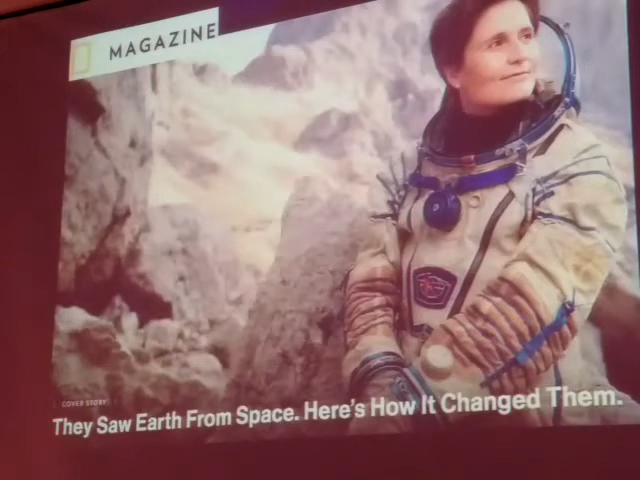 MAGAZINE
COVER STORY
They Saw Earth From Space. Here's How It Changed Them.